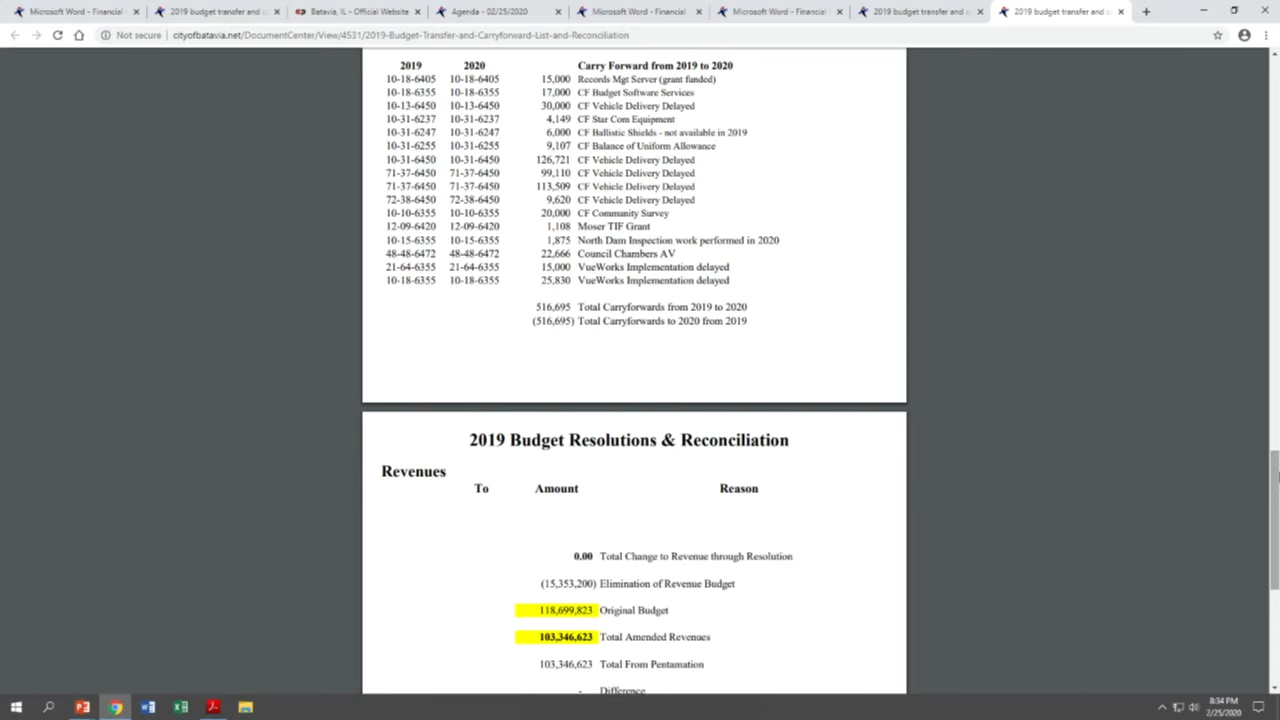 Microsoft Word - Financial
2019 budget transfer and c
Batavia, IL - Official Website
Agenda - 02/25/2020
Microsoft Word - Financial
Microsoft Word - Financial
2019 budget transfer and c
2019 budget transfer and c
Not secure | cityofbatavia.net/DocumentCenter/View/4531/2019-Budget-Transfer-and-Carryforward-List-and-Reconciliation
2019 2020 Carry Forward from 2019 to 2020
10-18-6405 10-18-6405 15,000 Records Mgt Server (grant funded)
10-18-6355 10-18-6355 17,000 CF Budget Software Services
10-13-6450 10-13-6450 30,000 CF Vehicle Delivery Delayed
10-31-6237 10-31-6237 4,149 CF Star Com Equipment
10-31-6247 10-31-6247 6,000 CF Ballistic Shields - not available in 2019
10-31-6255 10-31-6255 9,107 CF Balance of Uniform Allowance
10-31-6450 10-31-6450 126,721 CF Vehicle Delivery Delayed
71-37-6450 71-37-6450 99,110 CF Vehicle Delivery Delayed
71-37-6450 71-37-6450 113,509 CF Vehicle Delivery Delayed
72-38-6450 72-38-6450 9,620 CF Vehicle Delivery Delayed
10-10-6355 10-10-6355 20,000 CF Community Survey
12-09-6420 12-09-6420 1,108 Moser TIF Grant
10-15-6355 10-15-6355 1,875 North Dam Inspection work performed in 2020
48-48-6472 48-48-6472 22,666 Council Chambers AV
21-64-6355 21-64-6355 15,000 VueWorks Implementation delayed
10-18-6355 10-18-6355 25,830 VueWorks Implementation delayed
516,695 Total Carryforwards from 2019 to 2020
(516,695) Total Carryforwards to 2020 from 2019
2019 Budget Resolutions & Reconciliation
Revenues
To Amount Reason
0.00 Total Change to Revenue through Resolution
(15,353,200) Elimination of Revenue Budget
118,699,823 Original Budget
103,346,623 Total Amended Revenues
103,346,623 Total From Pentamation
- Difference
8:34 PM
2/25/2020